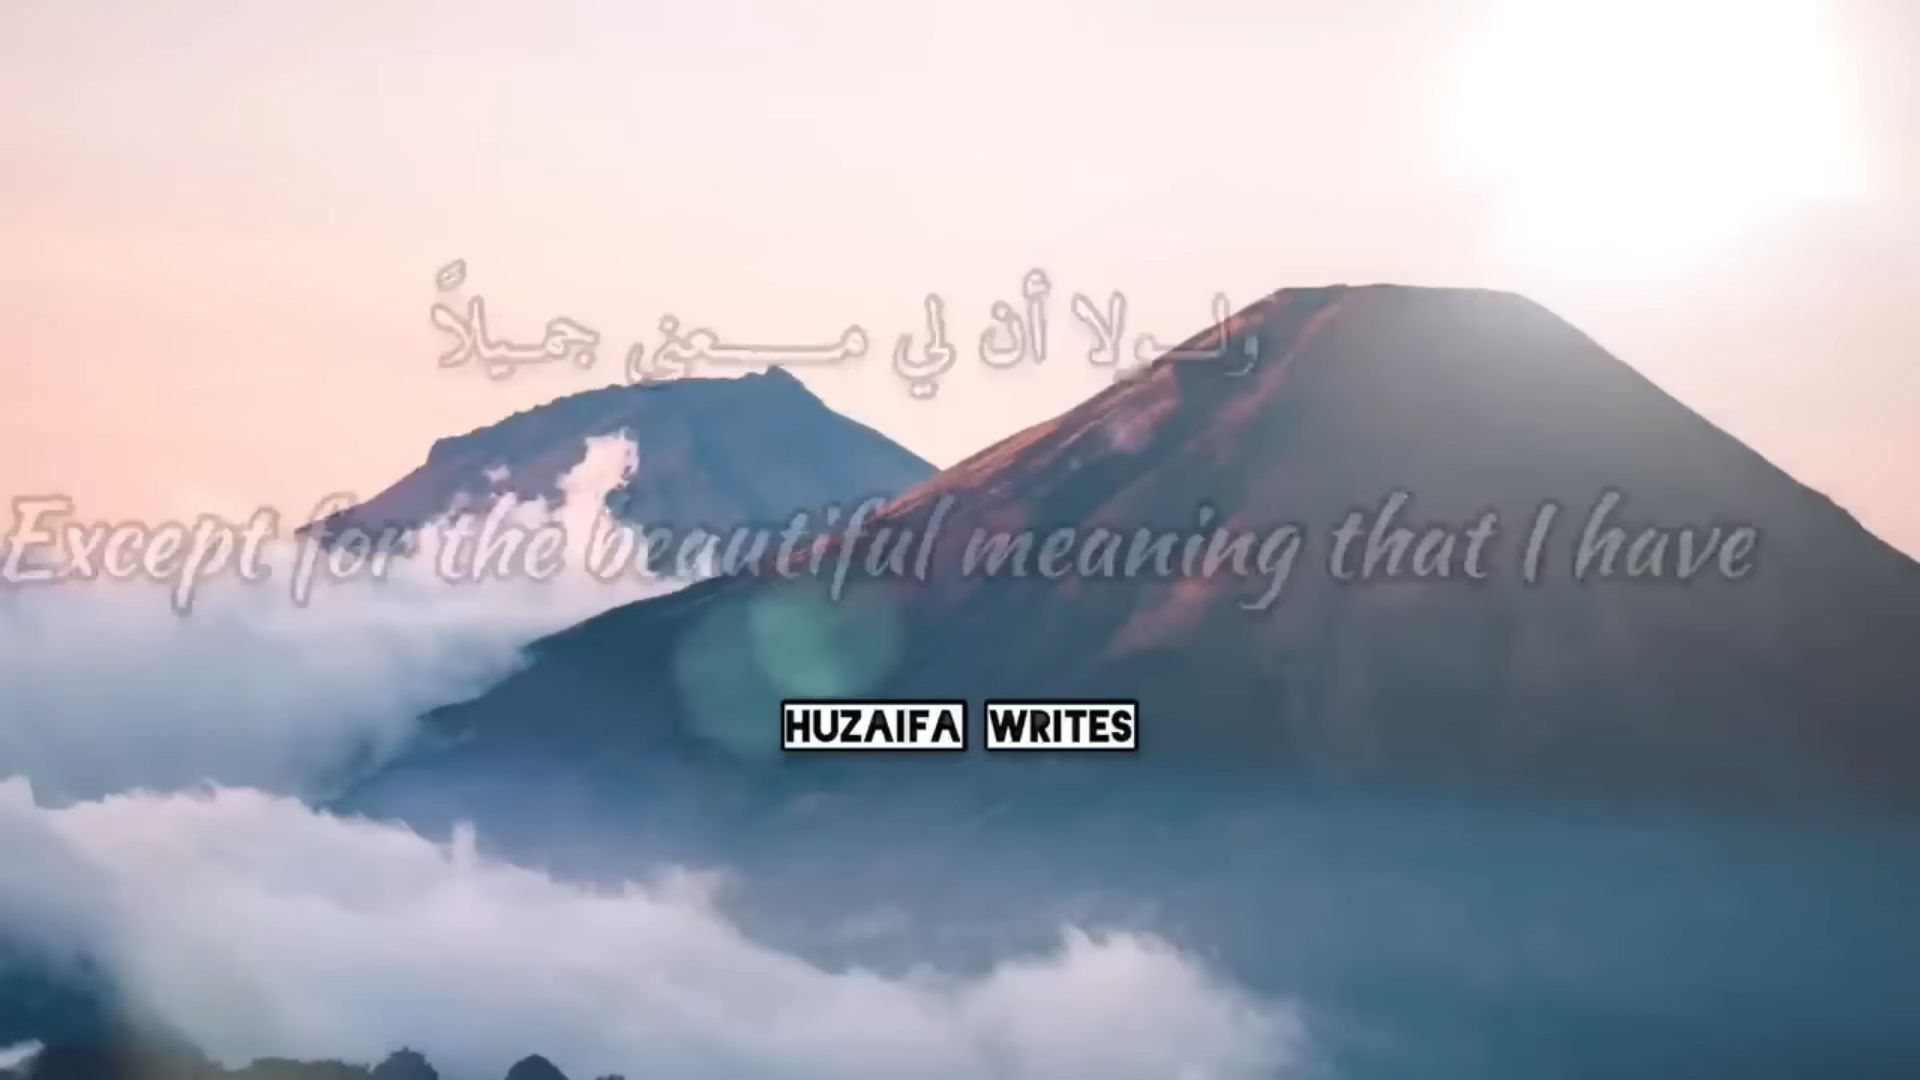 ولولا أن لي معنى جميلاً
Except for the beautiful meaning that I have
HUZAIFA WRITES